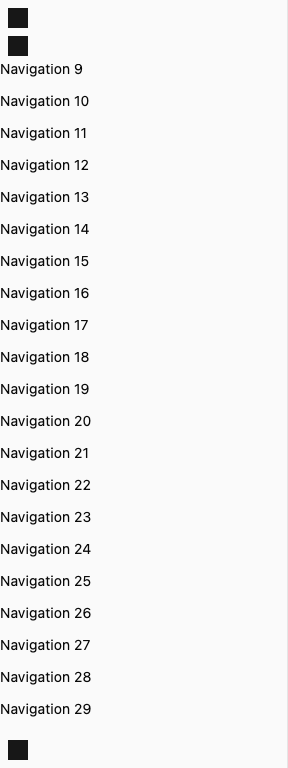 Navigation 9
Navigation 10
Navigation 11
Navigation 12
Navigation 13
Navigation 14
Navigation 15
Navigation 16
Navigation 17
Navigation 18
Navigation 19
Navigation 20
Navigation 21
Navigation 22
Navigation 23
Navigation 24
Navigation 25
Navigation 26
Navigation 27
Navigation 28
Navigation 29